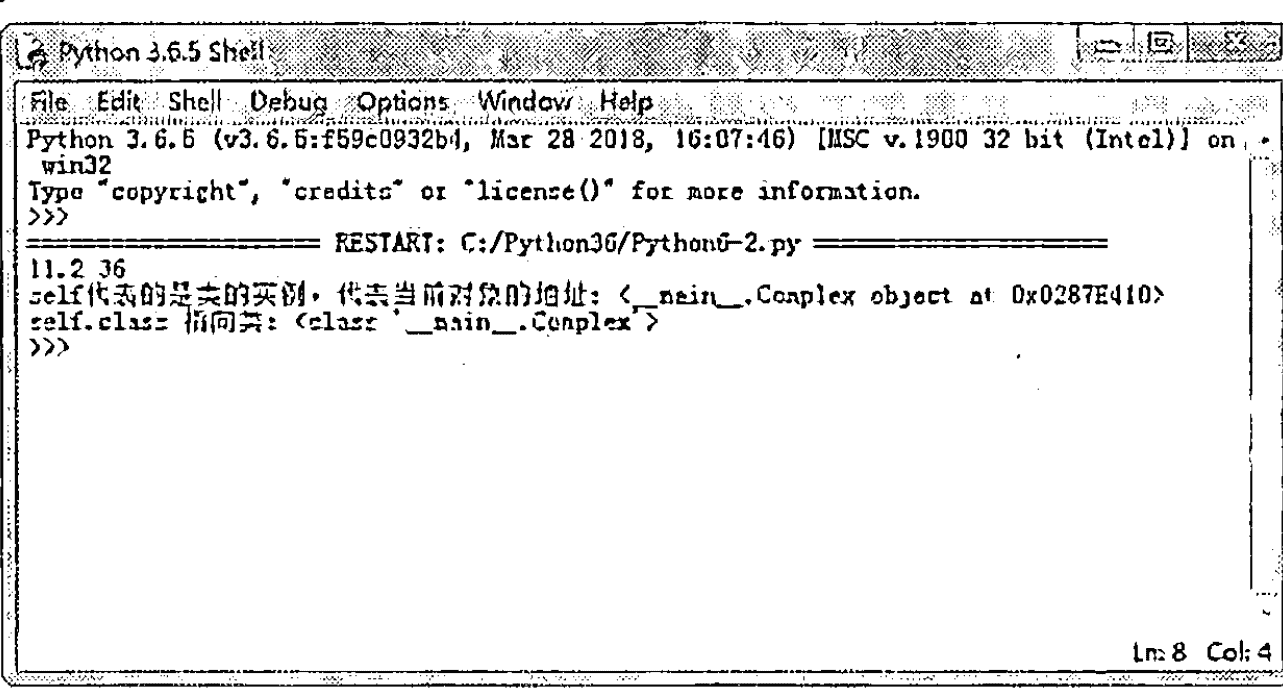 Python 3.6.5 Shell
File Edit Shell Debug Options Window Help
Python 3.6.5 (v3.6.5:f59c0932b4, Mar 28 2018, 16:07:46) [MSC v.1900 32 bit (Intel)] on
win32
Type "copyright", "credits" or "license()" for more information.
>>>
=================== RESTART: C:/Python36/Python6-2.py ===================
11.2 36
self代表的是类的实例，代表当前对象的地址: <__main__.Complex object at 0x0287E410>
self.class 指向类: <class '__main__.Complex'>
>>>
Ln: 8 Col: 4